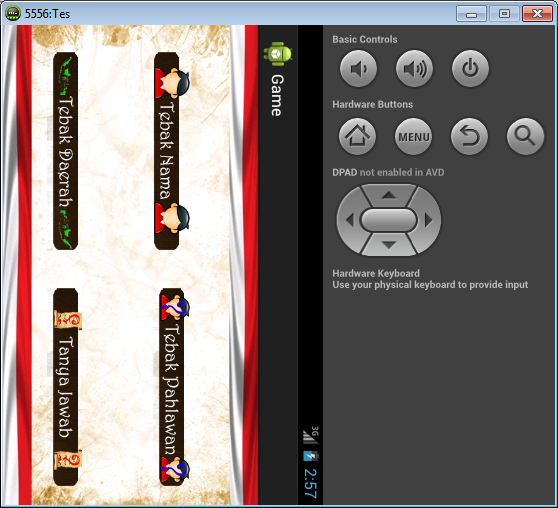 5556:Tes
3G
2:57
Game
Tebak Nama
Tebak Pahlawan
Tebak Daerah
Tanya Jawab
Basic Controls
Hardware Buttons
MENU
DPAD not enabled in AVD
Hardware Keyboard
Use your physical keyboard to provide input